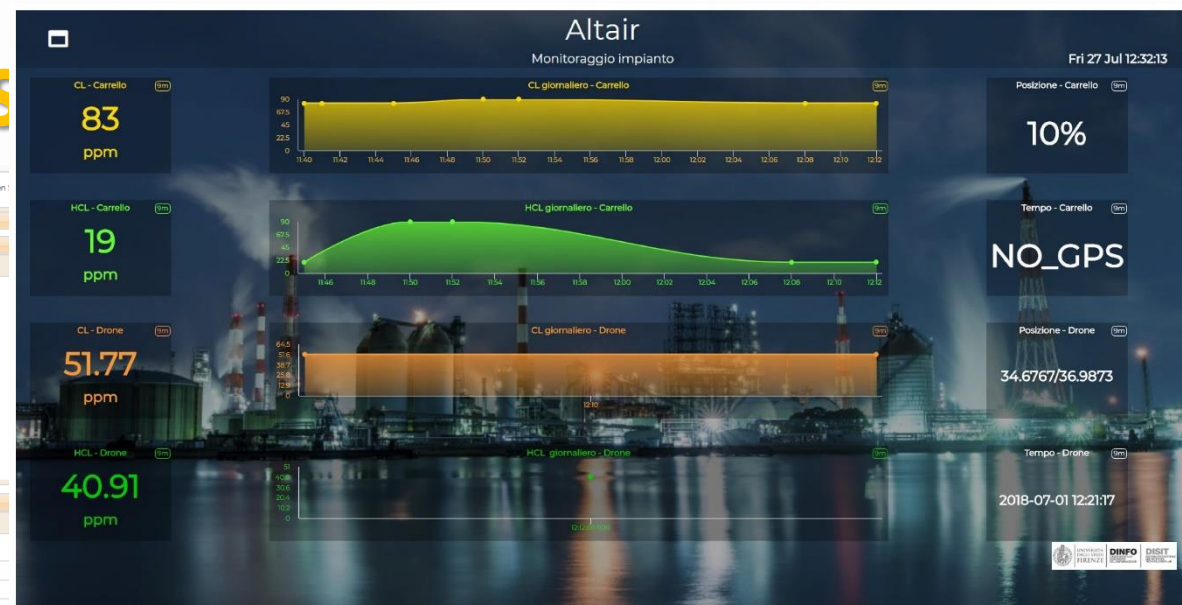 Altair
Monitoraggio impianto
Fri 27 Jul 12:32:13
CL - Carrello 9m
83
ppm
CL giornaliero - Carrello 9m
90
67.5
45
22.5
0
11:40 11:42 11:44 11:46 11:48 11:50 11:52 11:54 11:56 11:58 12:00 12:02 12:04 12:06 12:08 12:10 12:12
Posizione - Carrello 9m
10%
HCL - Carrello 9m
19
ppm
HCL giornaliero - Carrello 9m
90
67.5
45
22.5
0
11:46 11:48 11:50 11:52 11:54 11:56 11:58 12:00 12:02 12:04 12:06 12:08 12:10 12:12
Tempo - Carrello 9m
NO_GPS
CL - Drone 9m
51.77
ppm
CL giornaliero - Drone 9m
64.5
51.6
38.7
25.8
12.9
0
12:10
Posizione - Drone 9m
34.6767/36.9873
HCL - Drone 9m
40.91
ppm
HCL giornaliero - Drone 9m
51
40.8
30.6
20.4
10.2
0
Tempo - Drone 9m
2018-07-01 12:21:17
UNIVERSITÀ
DEGLI STUDI
FIRENZE
DINFO
DISIT